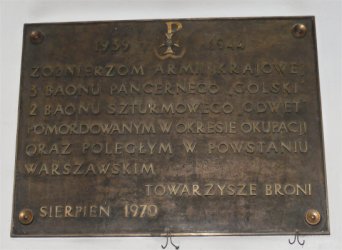 1939 1944
ŻOŁNIERZOM ARMII KRAJOWEJ
3 BAONU PANCERNEGO "GOLSKI"
2 BAONU SZTURMOWEGO "ODWET"
POMORDOWANYM W OKRESIE OKUPACJI
ORAZ POLEGŁYM W POWSTANIU
WARSZAWSKIM
TOWARZYSZE BRONI
SIERPIEŃ 1970